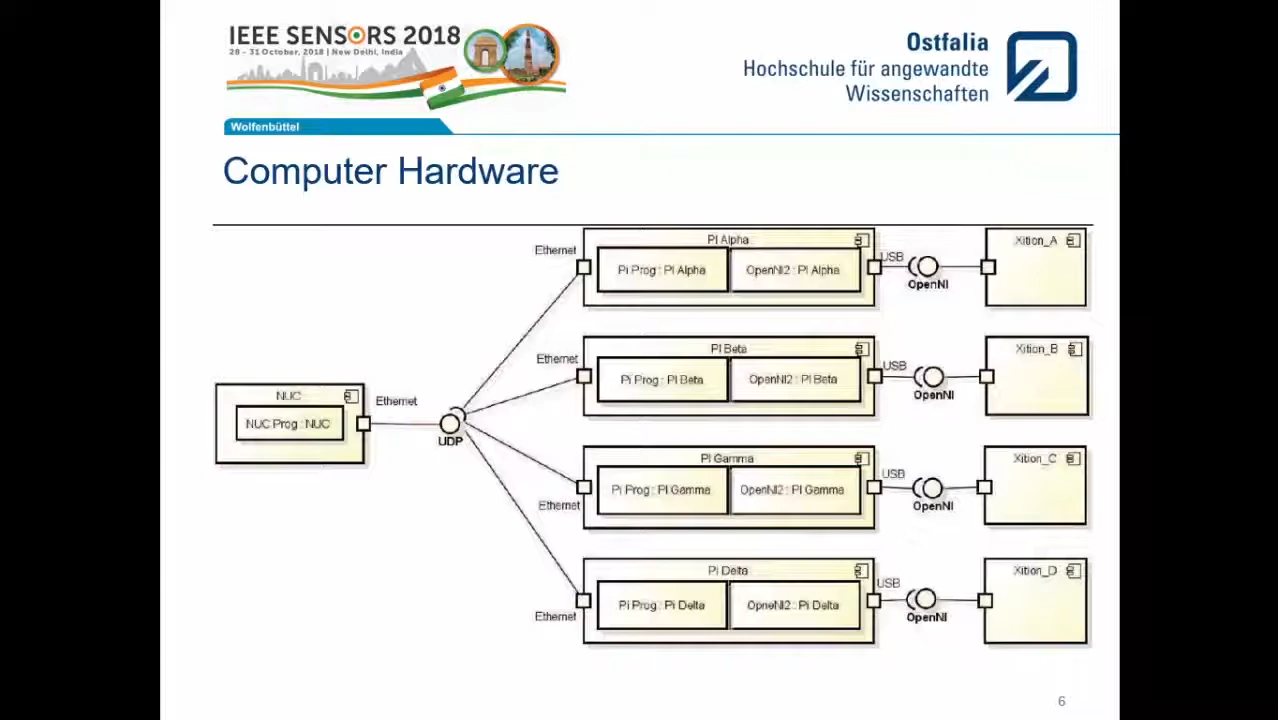 IEEE SENSORS 2018
28 - 31 October, 2018 | New Delhi, India
Ostfalia
Hochschule für angewandte
Wissenschaften
Wolfenbüttel
Computer Hardware
NUC
NUC Prog : NUC
Ethernet
UDP
Ethernet
PI Alpha
Pi Prog : PI Alpha
OpenNI2 : PI Alpha
USB
OpenNI
Xition_A
Ethernet
PI Beta
Pi Prog : PI Beta
OpenNI2 : PI Beta
USB
OpenNI
Xition_B
Ethernet
PI Gamma
Pi Prog : PI Gamma
OpenNI2 : PI Gamma
USB
OpenNI
Xition_C
Ethernet
Pi Delta
Pi Prog : Pi Delta
OpneNI2 : Pi Delta
USB
OpenNI
Xition_D
6